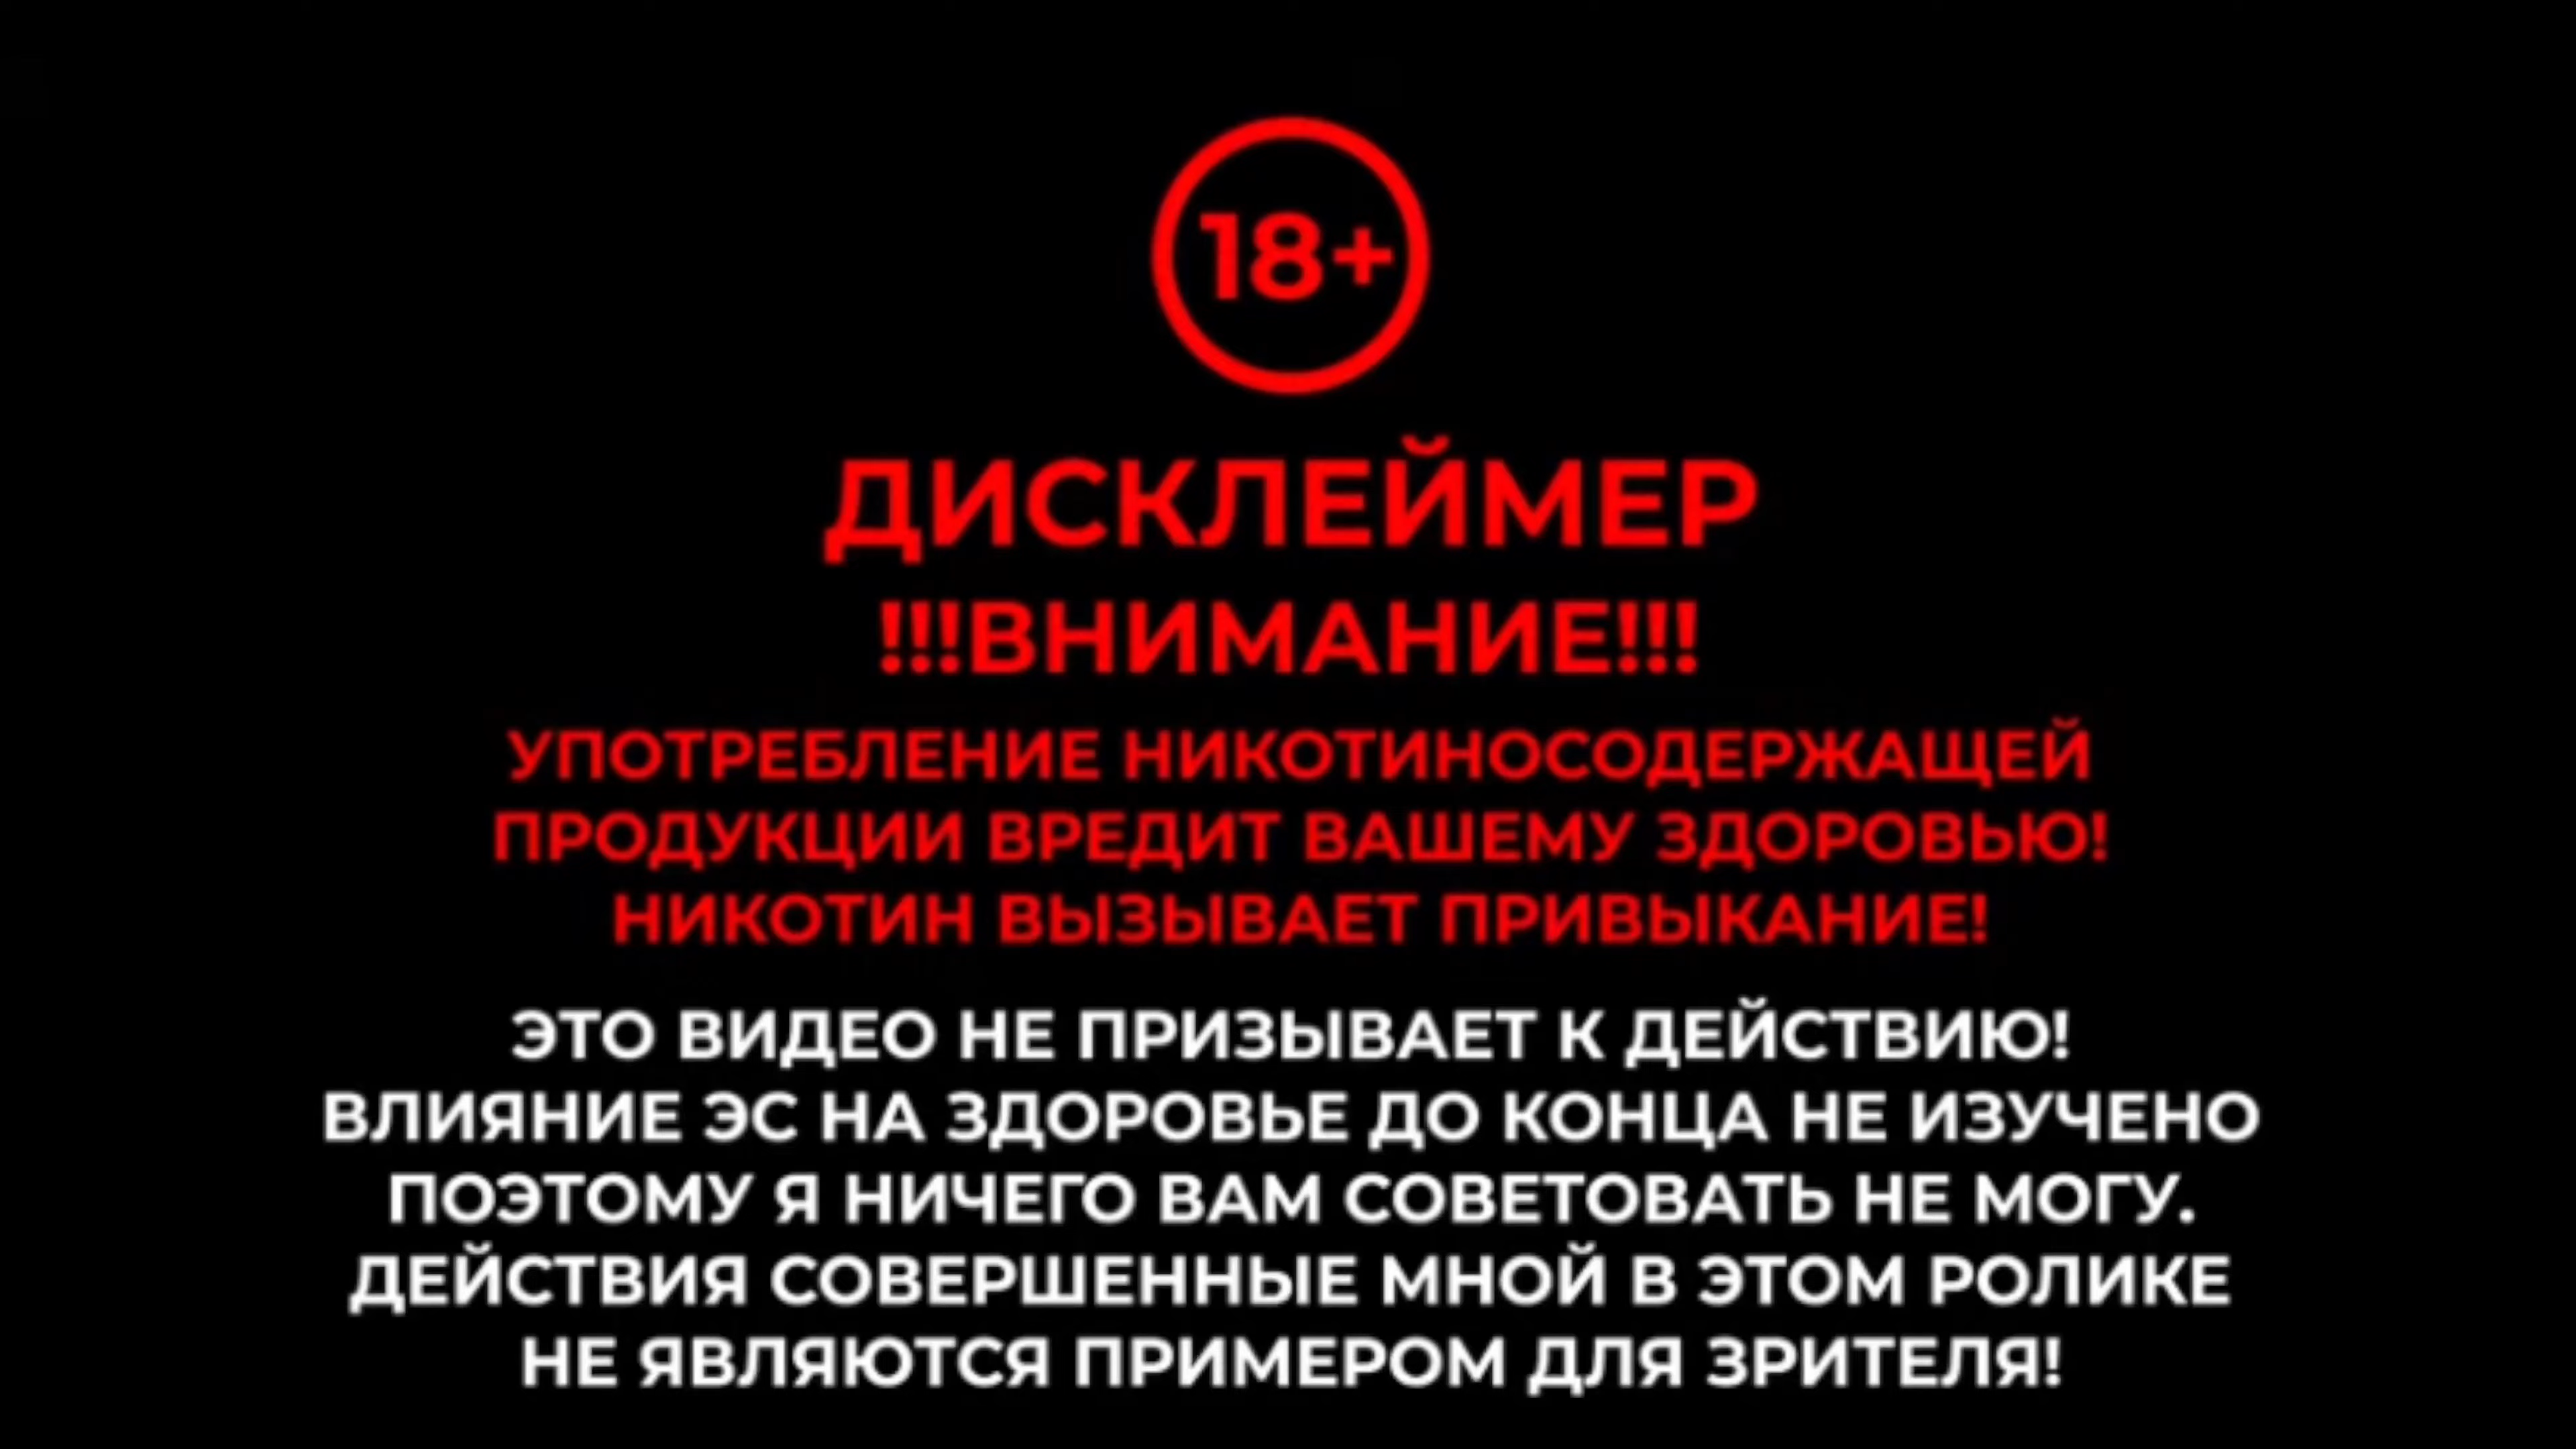 18+
ДИСКЛЕЙМЕР
!!!ВНИМАНИЕ!!!
УПОТРЕБЛЕНИЕ НИКОТИНОСОДЕРЖАЩЕЙ
ПРОДУКЦИИ ВРЕДИТ ВАШЕМУ ЗДОРОВЬЮ!
НИКОТИН ВЫЗЫВАЕТ ПРИВЫКАНИЕ!
ЭТО ВИДЕО НЕ ПРИЗЫВАЕТ К ДЕЙСТВИЮ!
ВЛИЯНИЕ ЭС НА ЗДОРОВЬЕ ДО КОНЦА НЕ ИЗУЧЕНО
ПОЭТОМУ Я НИЧЕГО ВАМ СОВЕТОВАТЬ НЕ МОГУ.
ДЕЙСТВИЯ СОВЕРШЕННЫЕ МНОЙ В ЭТОМ РОЛИКЕ
НЕ ЯВЛЯЮТСЯ ПРИМЕРОМ ДЛЯ ЗРИТЕЛЯ!